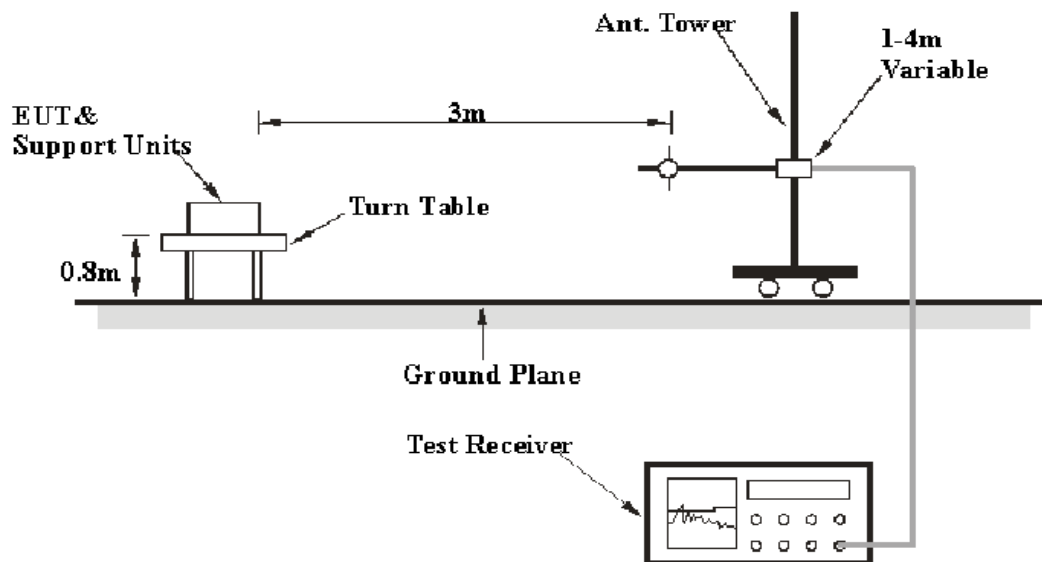 Ant. Tower
1-4m
Variable
3m
EUT&
Support Units
Turn Table
0.8m
Ground Plane
Test Receiver